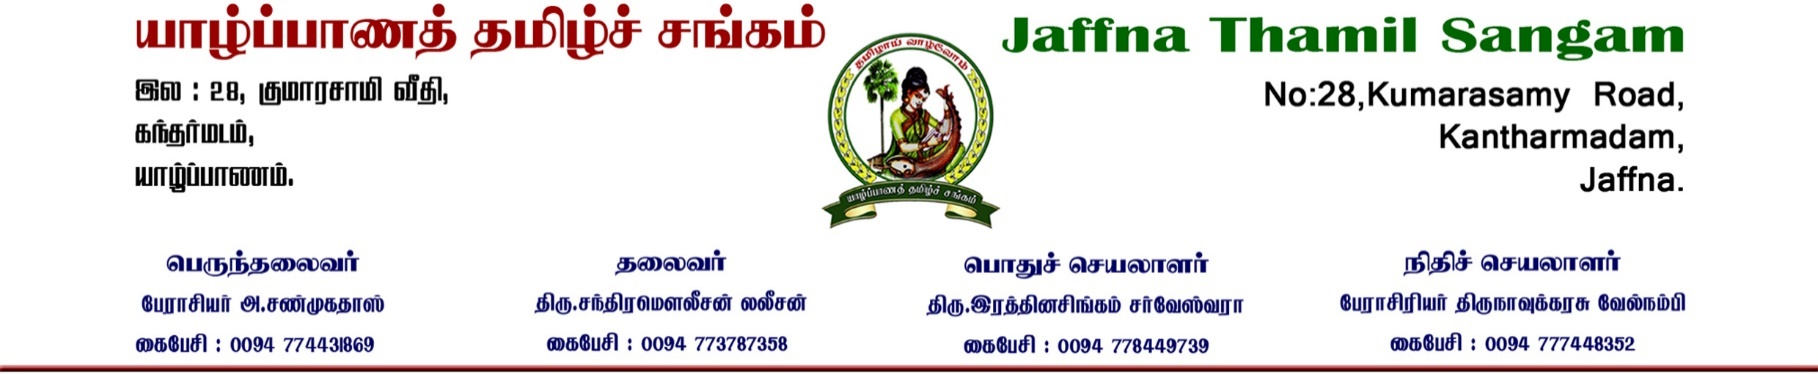 யாழ்ப்பாணத் தமிழ்ச் சங்கம்
இல : 28, குமாரசாமி வீதி,
கந்தர்மடம்,
யாழ்ப்பாணம்.
தமிழாய் வாழ்வோம்
யாழ்ப்பாணத் தமிழ்ச் சங்கம்
Jaffna Thamil Sangam
No:28,Kumarasamy Road,
Kantharmadam,
Jaffna.
பெருந்தலைவர்
பேராசியர் அ.சண்முகதாஸ்
கைபேசி : 0094 774431869
தலைவர்
திரு.சந்திரமௌலீசன் லலீசன்
கைபேசி : 0094 773787358
பொதுச் செயலாளர்
திரு.இரத்தினசிங்கம் சர்வேஸ்வரா
கைபேசி : 0094 778449739
நிதிச் செயலாளர்
பேராசிரியர் திருநாவுக்கரசு வேல்நம்பி
கைபேசி : 0094 777448352